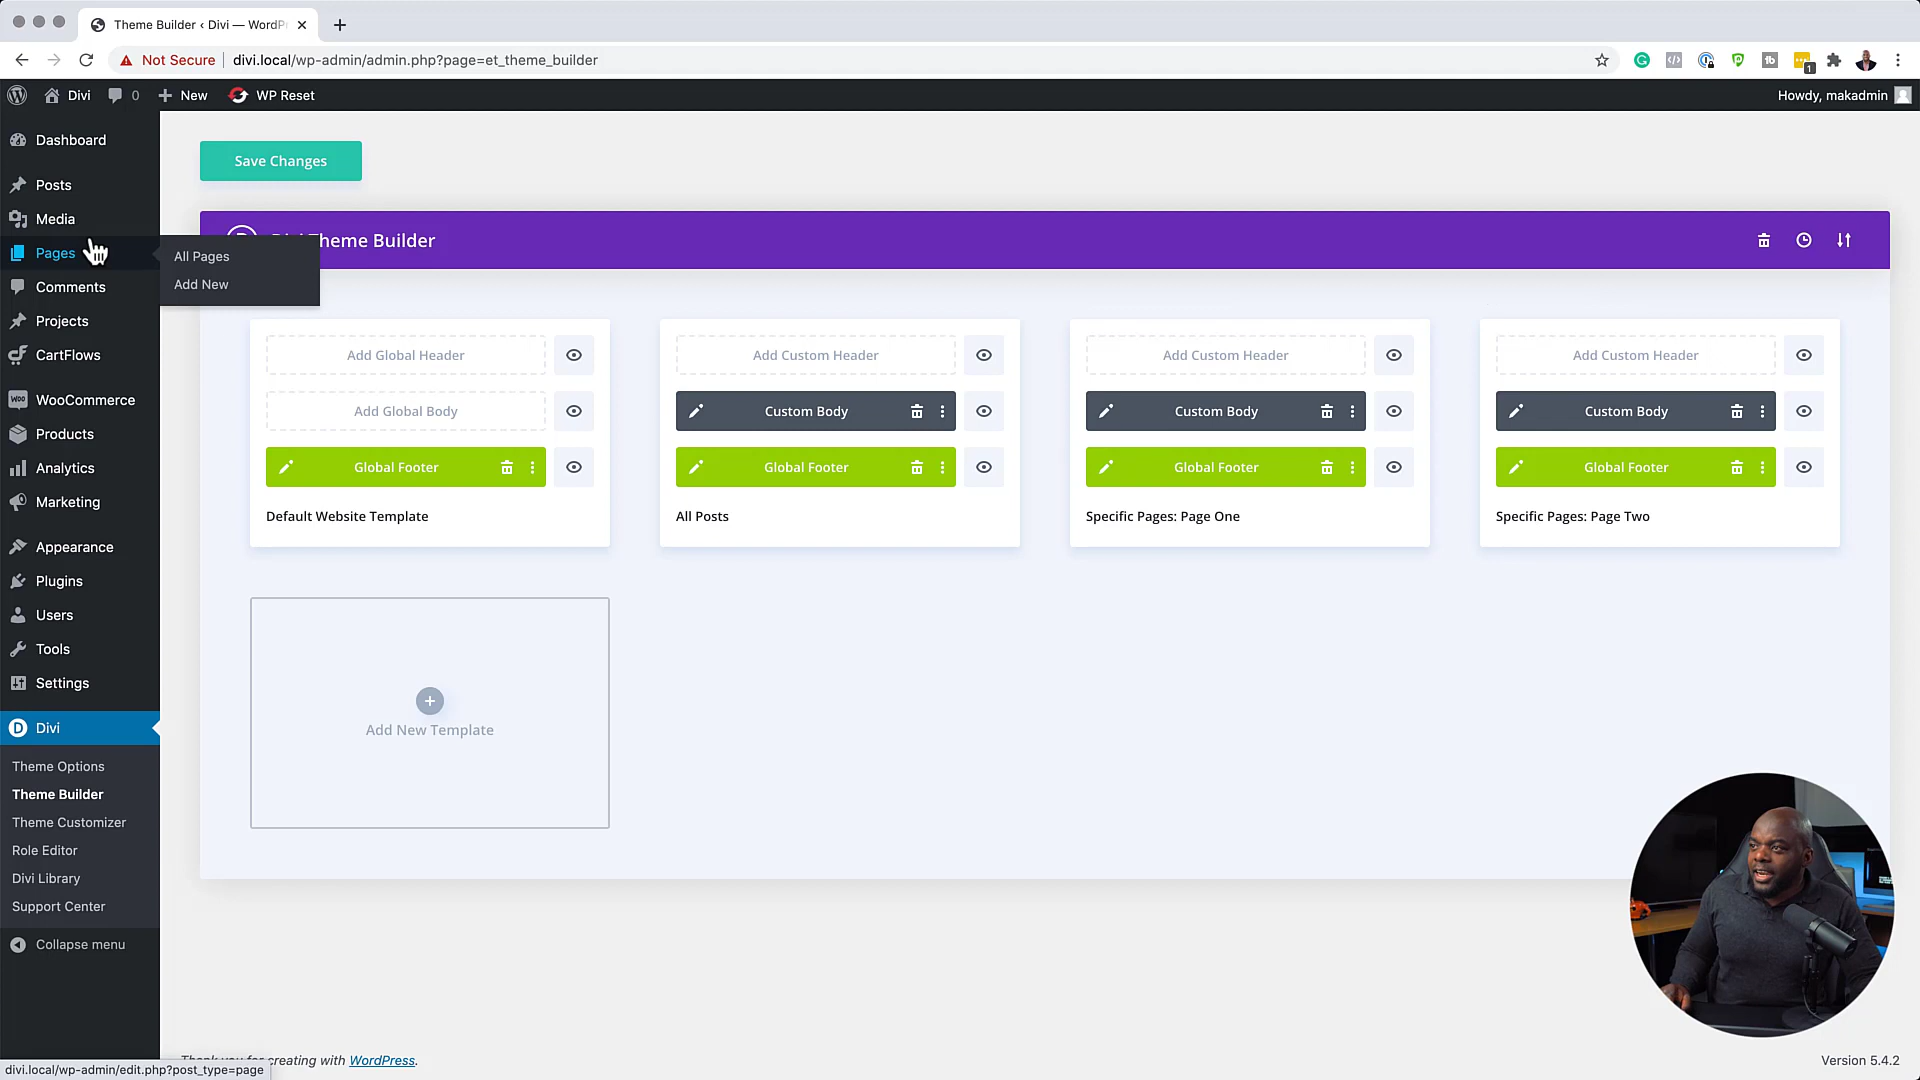 Theme Builder ‹ Divi — WordP
Not Secure
divi.local/wp-admin/admin.php?page=et_theme_builder
1
Divi
0
New
WP Reset
Howdy, makadmin
Dashboard
Posts
Media
Pages
Comments
Projects
CartFlows
WooCommerce
Products
Analytics
Marketing
Appearance
Plugins
Users
Tools
Settings
Divi
Theme Options
Theme Builder
Theme Customizer
Role Editor
Divi Library
Support Center
Collapse menu
All Pages
Add New
Save Changes
Divi Theme Builder
Add Global Header
Add Global Body
Global Footer
Default Website Template
Add Custom Header
Custom Body
Global Footer
All Posts
Add Custom Header
Custom Body
Global Footer
Specific Pages: Page One
Add Custom Header
Custom Body
Global Footer
Specific Pages: Page Two
Add New Template
Thank you for creating with WordPress.
Version 5.4.2
divi.local/wp-admin/edit.php?post_type=page